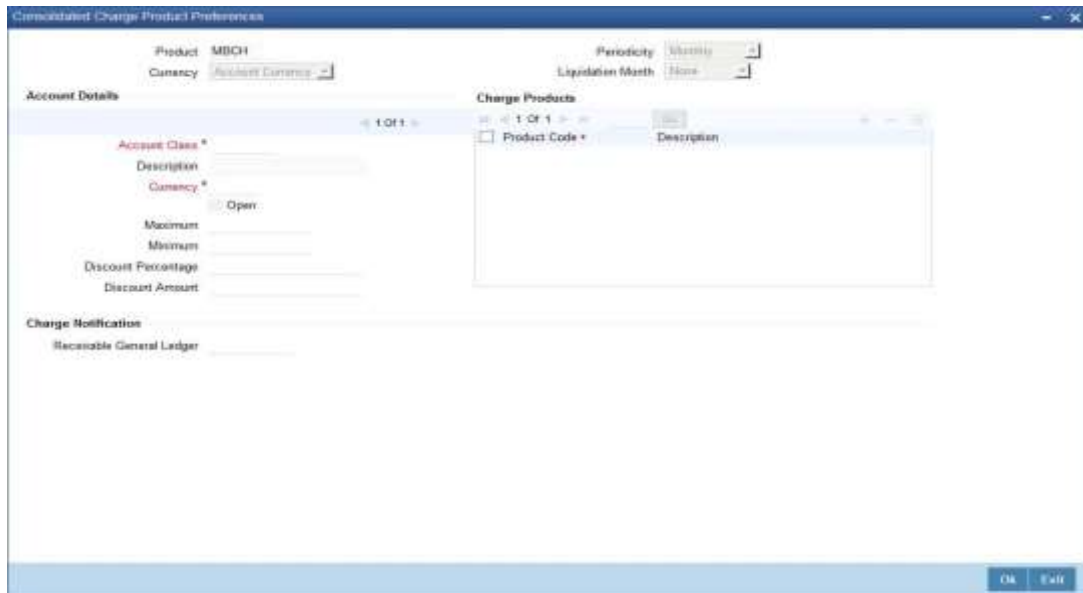 Consolidated Charge Product Preferences
Product MBCH
Currency Account Currency
Periodicity Monthly
Liquidation Month None
Account Details
1 Of 1
Account Class *
Description
Currency *
Open
Maximum
Minimum
Discount Percentage
Discount Amount
Charge Products
1 Of 1
Product Code * Description
Charge Notification
Receivable General Ledger
Ok Exit